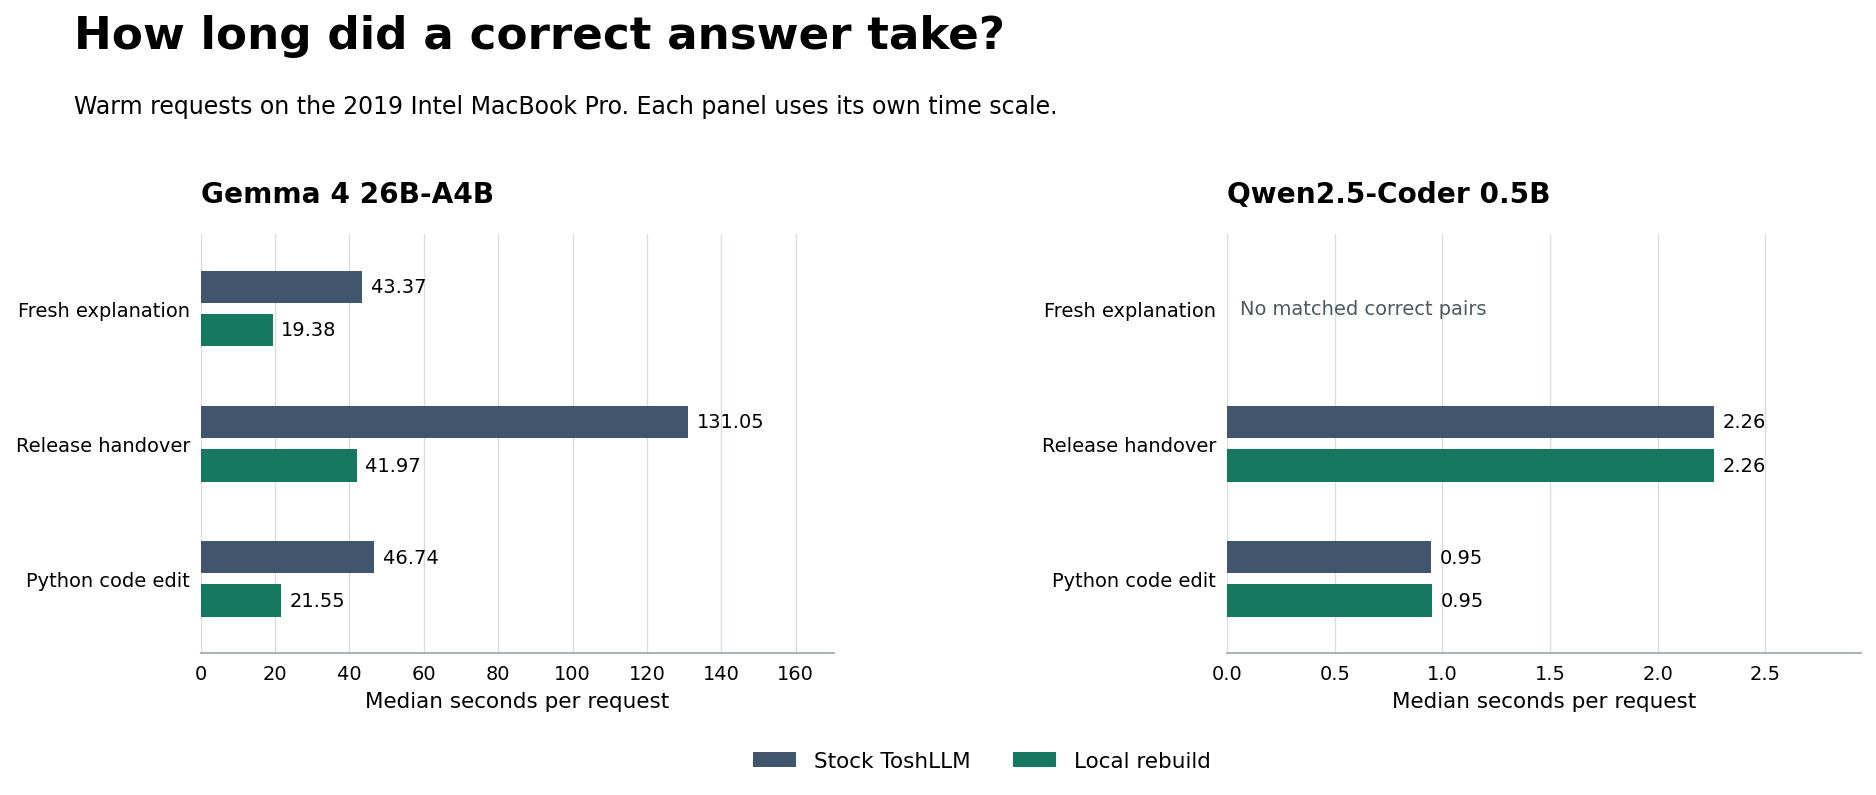 How long did a correct answer take?
Warm requests on the 2019 Intel MacBook Pro. Each panel uses its own time scale.
Gemma 4 26B-A4B
Fresh explanation
43.37
19.38
Release handover
131.05
41.97
Python code edit
46.74
21.55
0 20 40 60 80 100 120 140 160
Median seconds per request
Qwen2.5-Coder 0.5B
Fresh explanation
No matched correct pairs
Release handover
2.26
2.26
Python code edit
0.95
0.95
0.0 0.5 1.0 1.5 2.0 2.5
Median seconds per request
Stock ToshLLM
Local rebuild